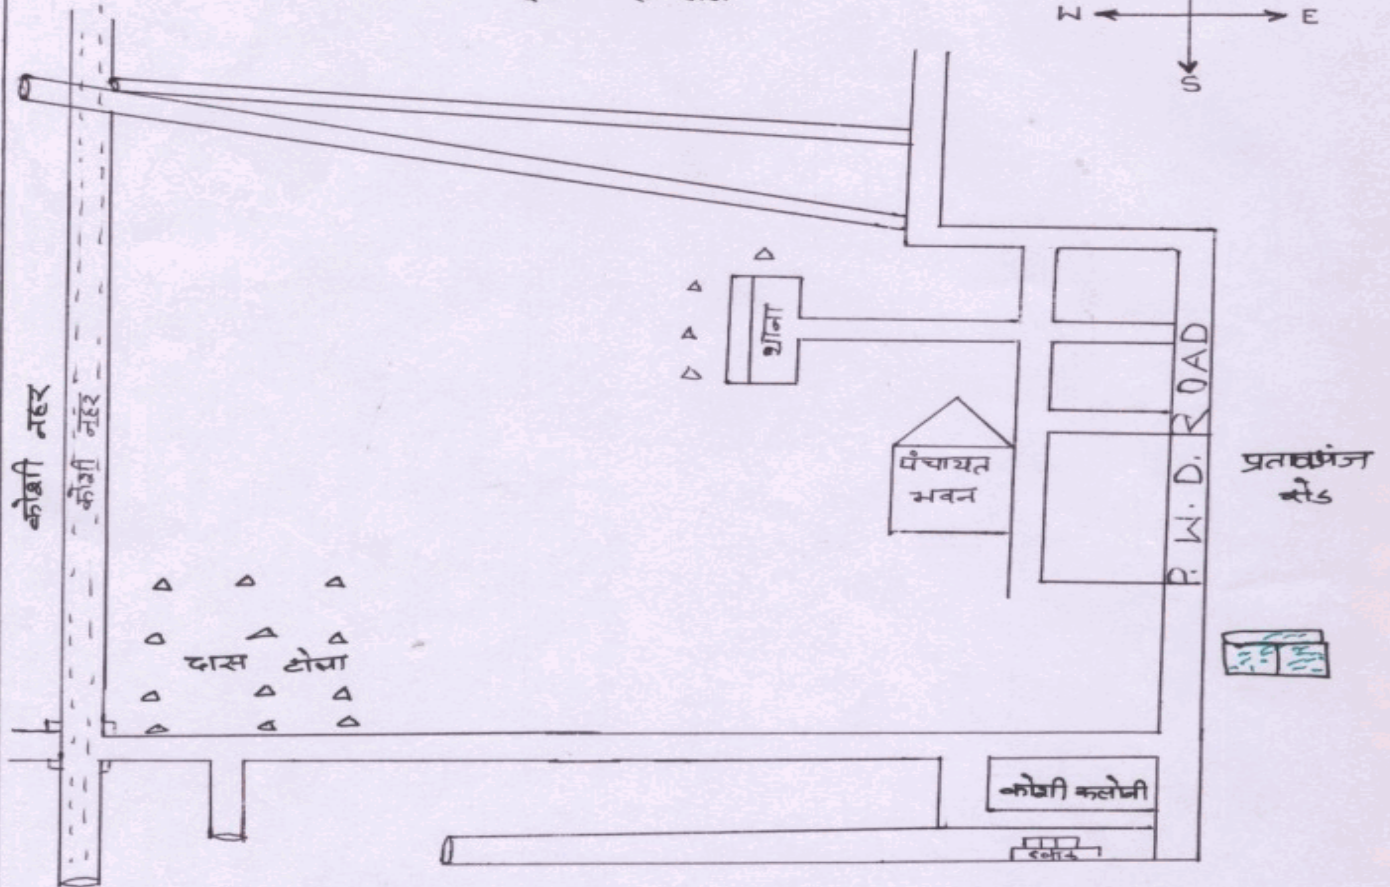 W E
S
थाना
कोशी नहर
कोशी नहर
P. W. D. ROAD
पंचायत
भवन
प्रतापगंज
रोड
दास टोला
कोशी कलोनी